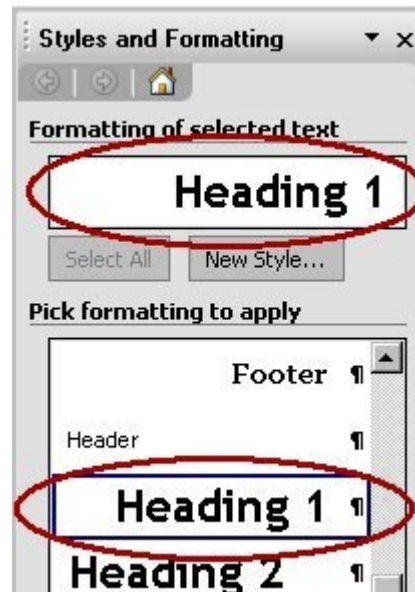 Styles and Formatting
Formatting of selected text
Heading 1
Select All New Style...
Pick formatting to apply
Footer ¶
Header ¶
Heading 1 ¶
Heading 2 ¶